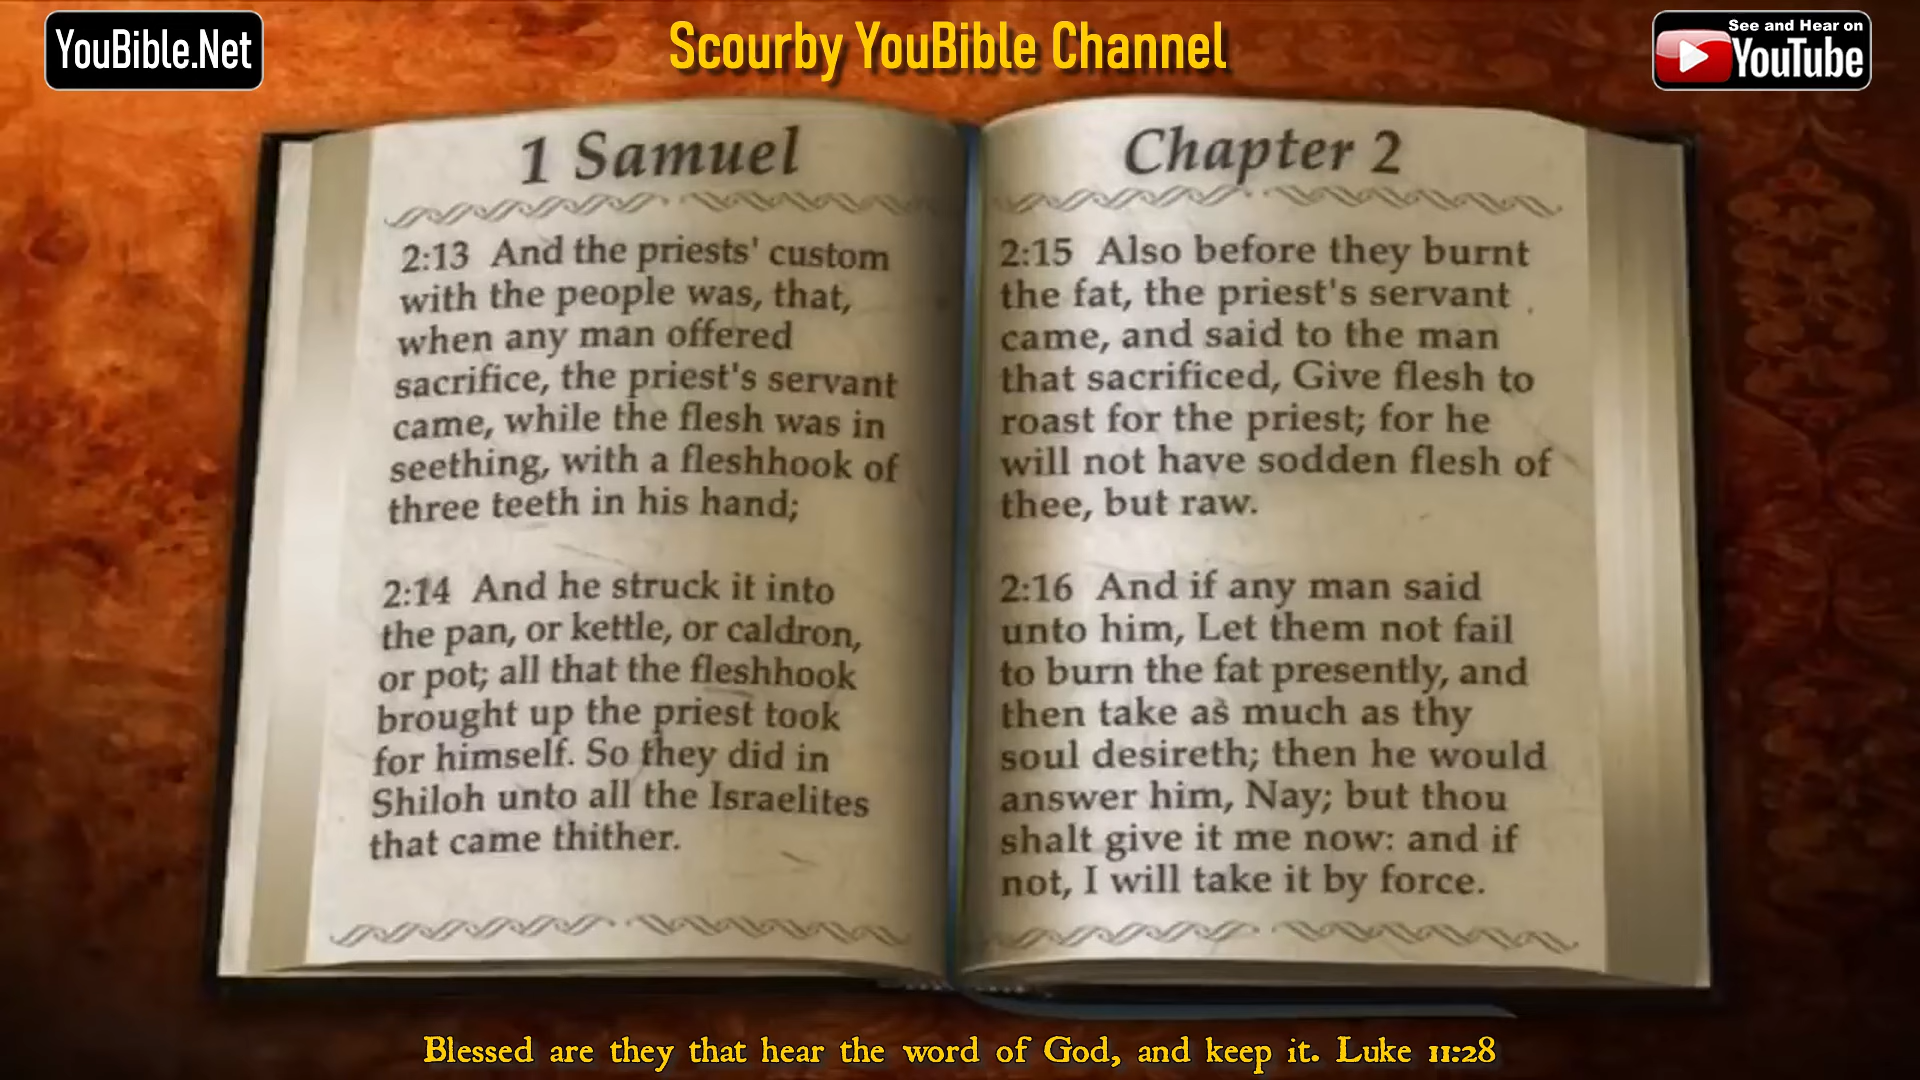 YouBible.Net
Scourby YouBible Channel
See and Hear on
YouTube
1 Samuel
2:13 And the priests' custom
with the people was, that,
when any man offered
sacrifice, the priest's servant
came, while the flesh was in
seething, with a fleshhook of
three teeth in his hand;
2:14 And he struck it into
the pan, or kettle, or caldron,
or pot; all that the fleshhook
brought up the priest took
for himself. So they did in
Shiloh unto all the Israelites
that came thither.
Chapter 2
2:15 Also before they burnt
the fat, the priest's servant
came, and said to the man
that sacrificed, Give flesh to
roast for the priest; for he
will not have sodden flesh of
thee, but raw.
2:16 And if any man said
unto him, Let them not fail
to burn the fat presently, and
then take as much as thy
soul desireth; then he would
answer him, Nay; but thou
shalt give it me now: and if
not, I will take it by force.
Blessed are they that hear the word of God, and keep it. Luke 11:28